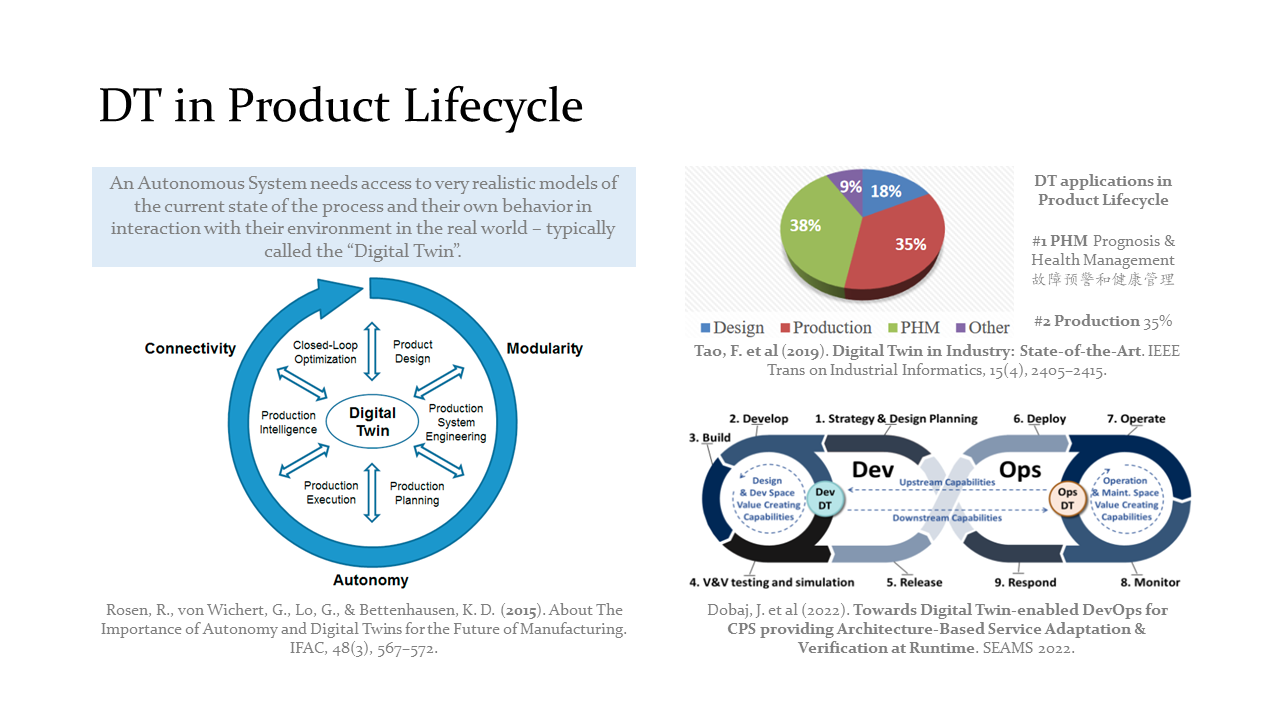 DT in Product Lifecycle
An Autonomous System needs access to very realistic models of
the current state of the process and their own behavior in
interaction with their environment in the real world – typically
called the “Digital Twin”.
Connectivity
Modularity
Autonomy
Closed-Loop
Optimization
Product
Design
Production
Intelligence
Digital
Twin
Production
System
Engineering
Production
Execution
Production
Planning
Rosen, R., von Wichert, G., Lo, G., & Bettenhausen, K. D. (2015). About The
Importance of Autonomy and Digital Twins for the Future of Manufacturing.
IFAC, 48(3), 567–572.
9%
18%
38%
35%
Design
Production
PHM
Other
DT applications in
Product Lifecycle
#1 PHM Prognosis &
Health Management
故障预警和健康管理
#2 Production 35%
Tao, F. et al (2019). Digital Twin in Industry: State-of-the-Art. IEEE
Trans on Industrial Informatics, 15(4), 2405–2415.
2. Develop
1. Strategy & Design Planning
6. Deploy
7. Operate
3. Build
Dev
Ops
Design
& Dev Space
Value Creating
Capabilities
Dev
DT
Upstream Capabilities
Downstream Capabilities
Ops
DT
Operation
& Maint. Space
Value Creating
Capabilities
4. V&V testing and simulation
5. Release
9. Respond
8. Monitor
Dobaj, J. et al (2022). Towards Digital Twin-enabled DevOps for
CPS providing Architecture-Based Service Adaptation &
Verification at Runtime. SEAMS 2022.